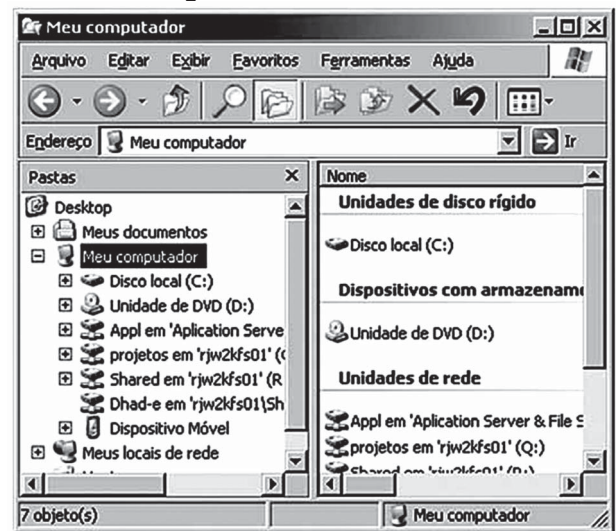 Meu computador
Arquivo Editar Exibir Favoritos Ferramentas Ajuda
Endereço Meu computador Ir
Pastas
Desktop
Meus documentos
Meu computador
Disco local (C:)
Unidade de DVD (D:)
Appl em 'Aplication Serve
projetos em 'rjw2kfs01' (
Shared em 'rjw2kfs01' (R
Dhad-e em 'rjw2kfs01\Sh
Dispositivo Móvel
Meus locais de rede
Nome
Unidades de disco rígido
Disco local (C:)
Dispositivos com armazename
Unidade de DVD (D:)
Unidades de rede
Appl em 'Aplication Server & File S
projetos em 'rjw2kfs01' (Q:)
Shared em 'rjw2kfs01' (R:)
7 objeto(s) Meu computador